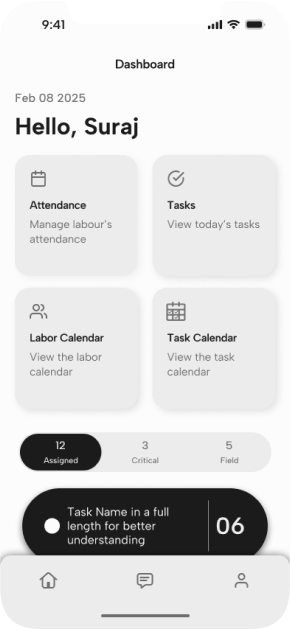 9:41
Dashboard
Feb 08 2025
Hello, Suraj
Attendance
Manage labour's
attendance
Tasks
View today's tasks
Labor Calendar
View the labor
calendar
Task Calendar
View the task
calendar
12
Assigned
3
Critical
5
Field
Task Name in a full
length for better
understanding
06